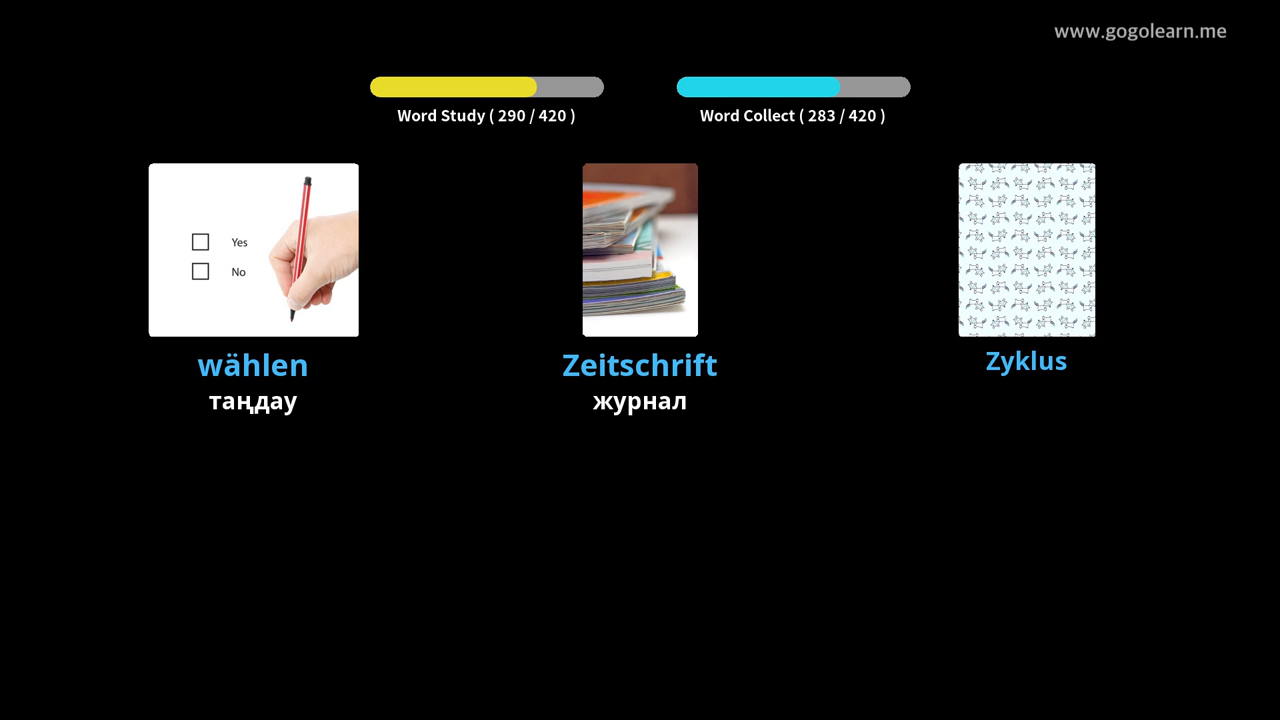 www.gogolearn.me
Word Study ( 290 / 420 )
Word Collect ( 283 / 420 )
Yes
No
wählen
таңдау
Zeitschrift
журнал
Zyklus